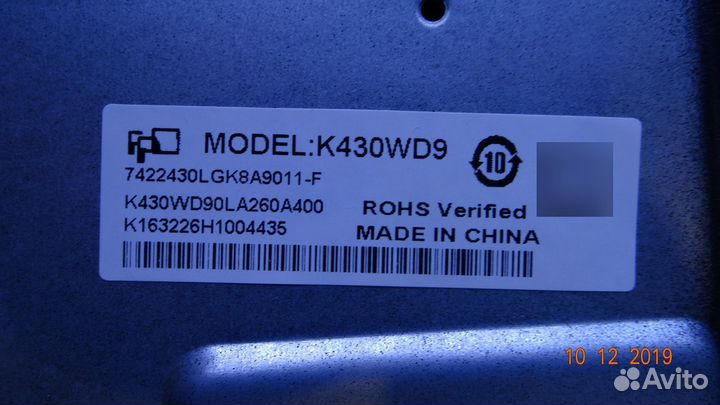 MODEL:K430WD9
10
7422430LGK8A9011-F
K430WD90LA260A400
K163226H1004435
ROHS Verified
MADE IN CHINA
10 12 2019
Avito